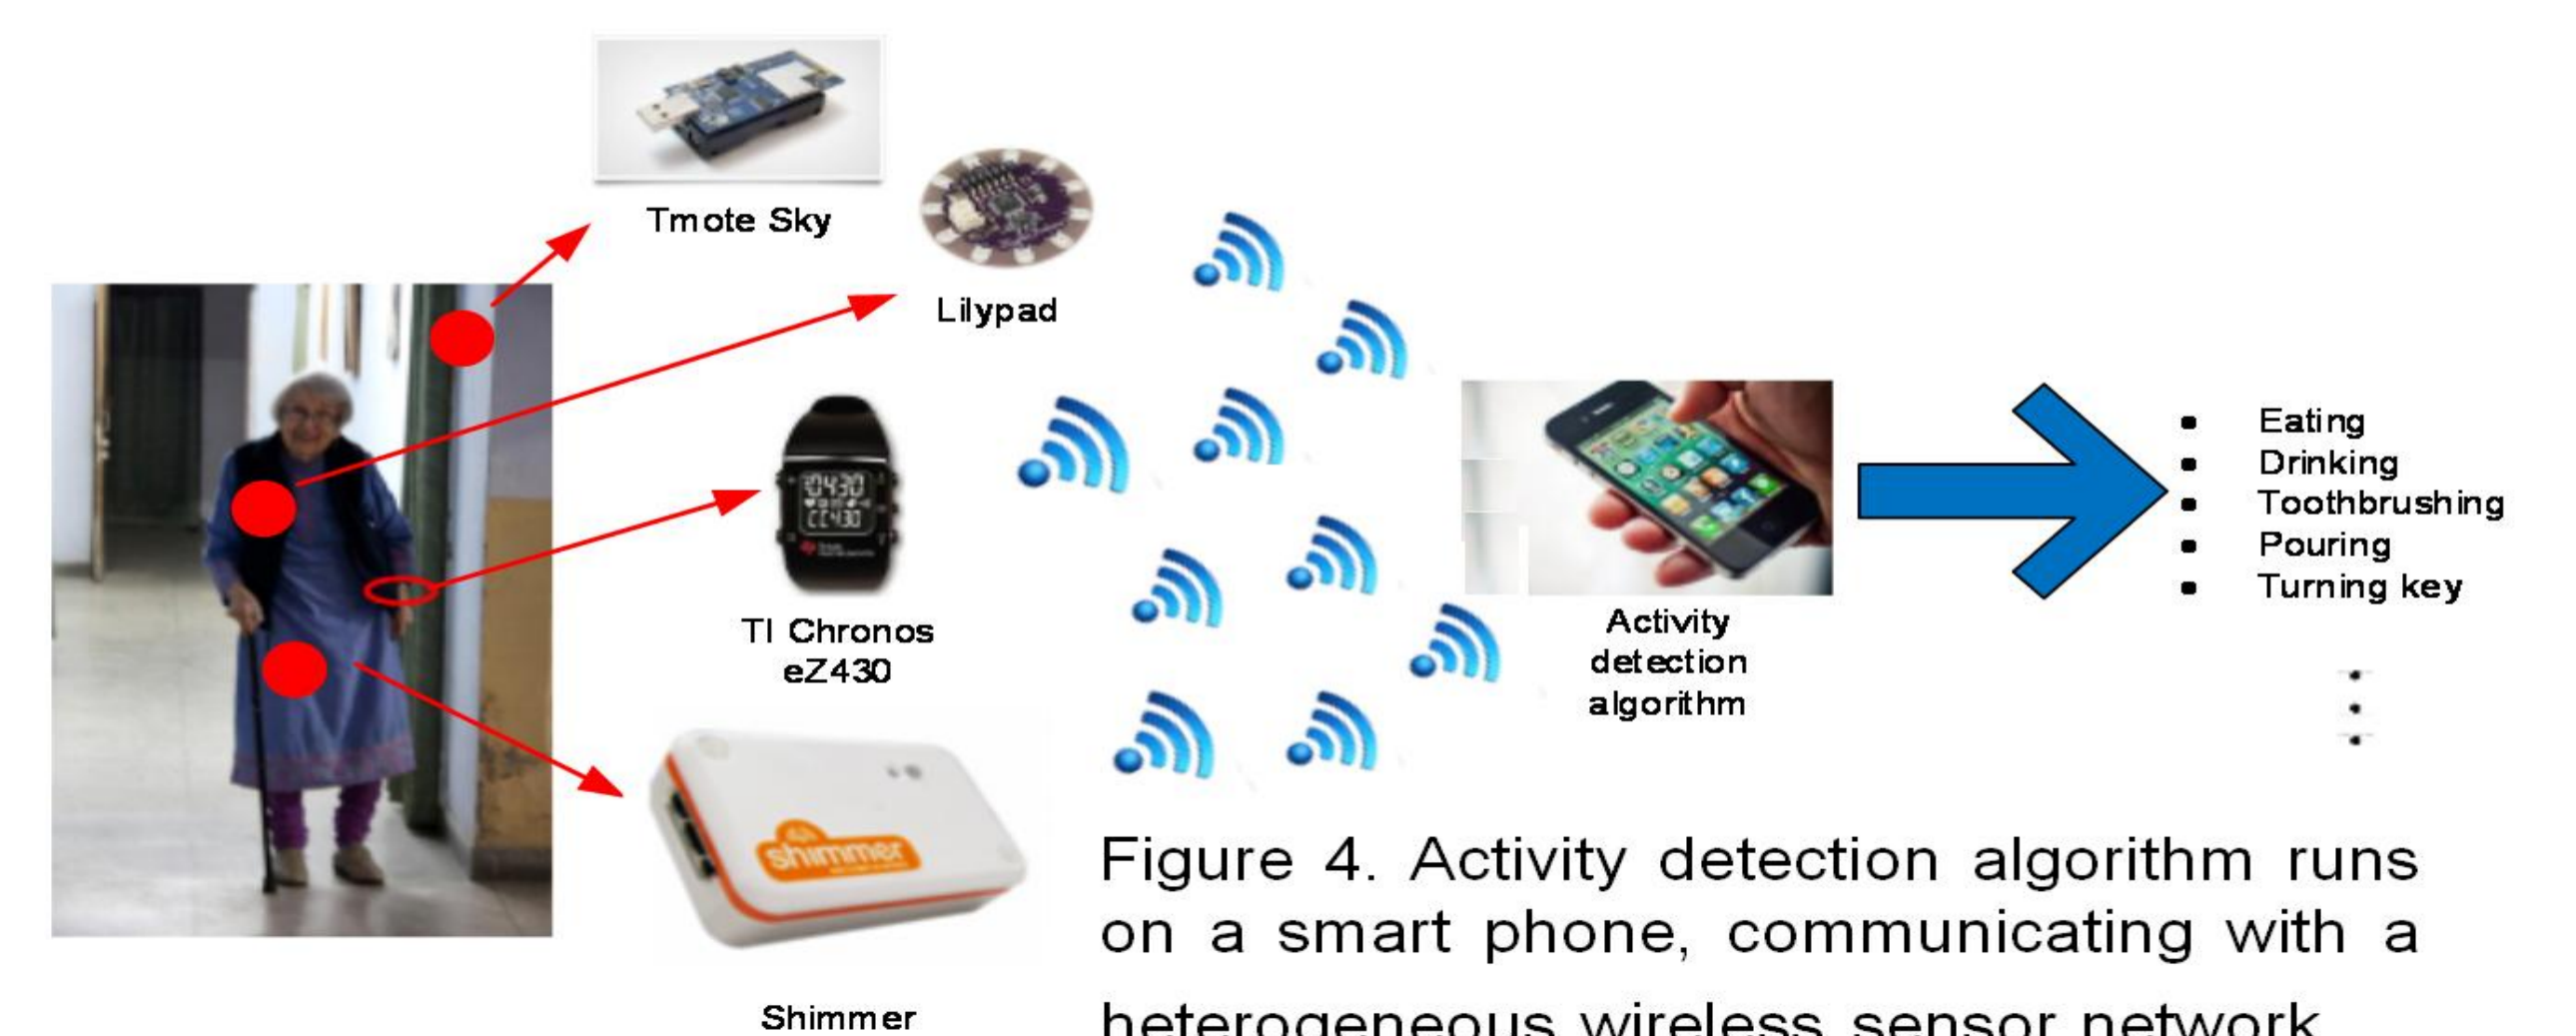 Tmote Sky
Lilypad
TI Chronos
eZ430
shimmer
Shimmer
Activity
detection
algorithm
Eating
Drinking
Toothbrushing
Pouring
Turning key
Figure 4. Activity detection algorithm runs
on a smart phone, communicating with a
heterogeneous wireless sensor network